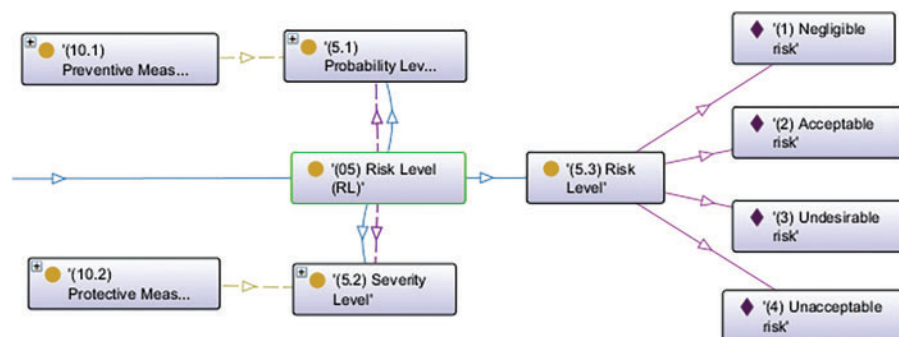 '(10.1)
Preventive Meas...
'(5.1)
Probability Lev...
'(1) Negligible
risk'
'(2) Acceptable
risk'
'(05) Risk Level
(RL)'
'(5.3) Risk
Level'
'(3) Undesirable
risk'
'(10.2)
Protective Meas...
'(5.2) Severity
Level'
'(4) Unacceptable
risk'